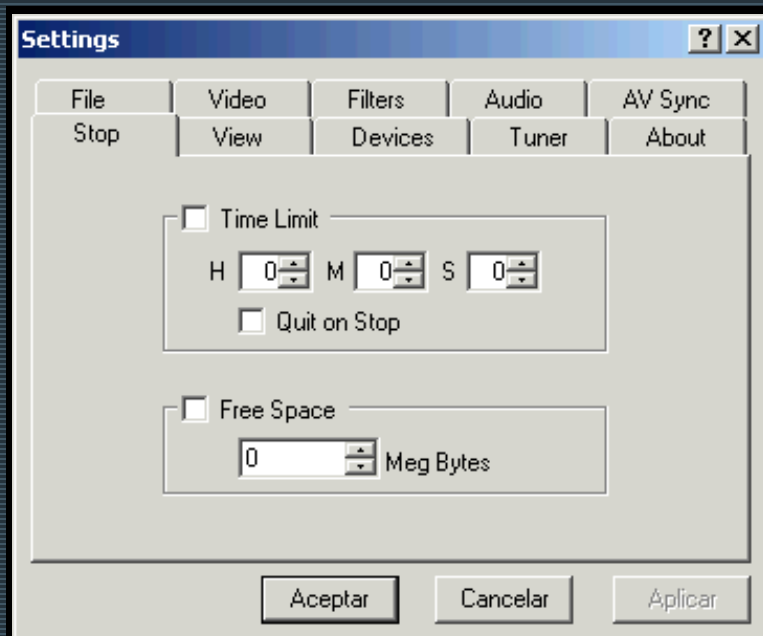 Settings
File Video Filters Audio AV Sync
Stop View Devices Tuner About
Time Limit
H 0 M 0 S 0
Quit on Stop
Free Space
0 Meg Bytes
Aceptar Cancelar Aplicar